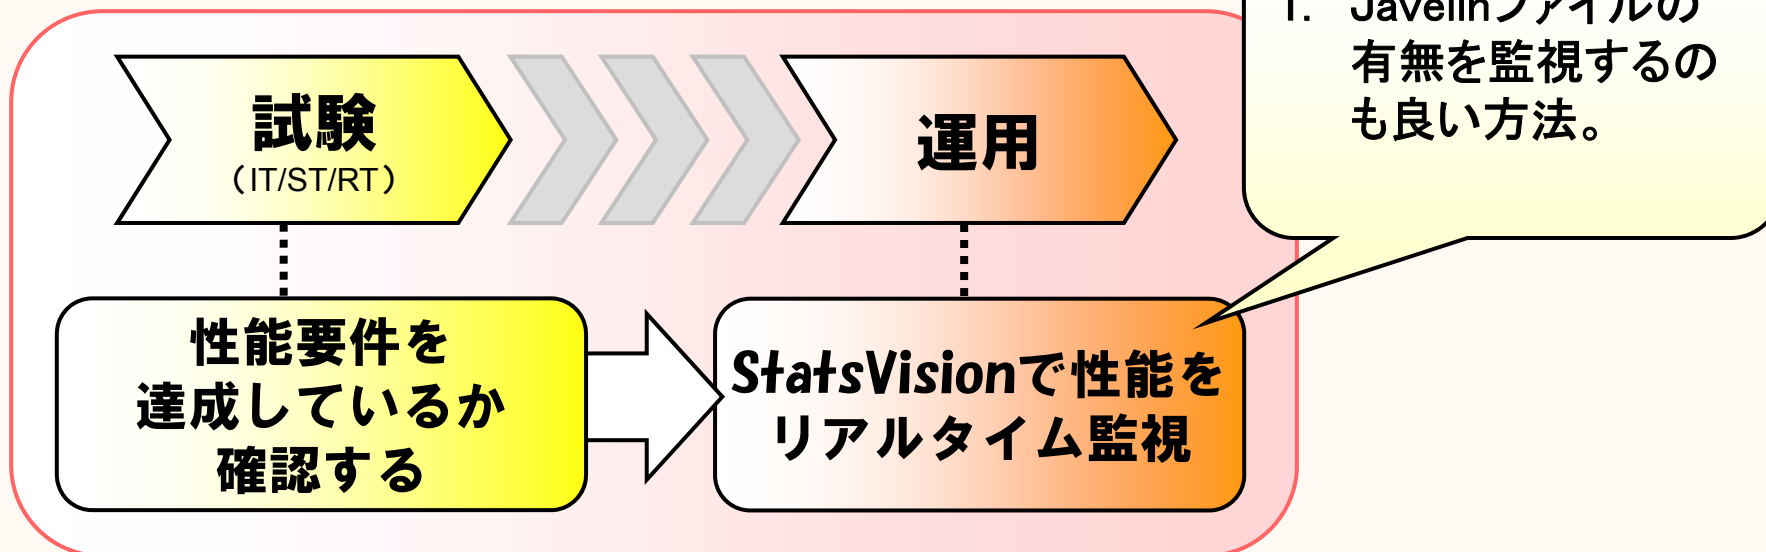 1. Javelinファイルの
有無を監視するの
も良い方法。
試験
（IT/ST/RT）
運用
性能要件を
達成しているか
確認する
StatsVisionで性能を
リアルタイム監視